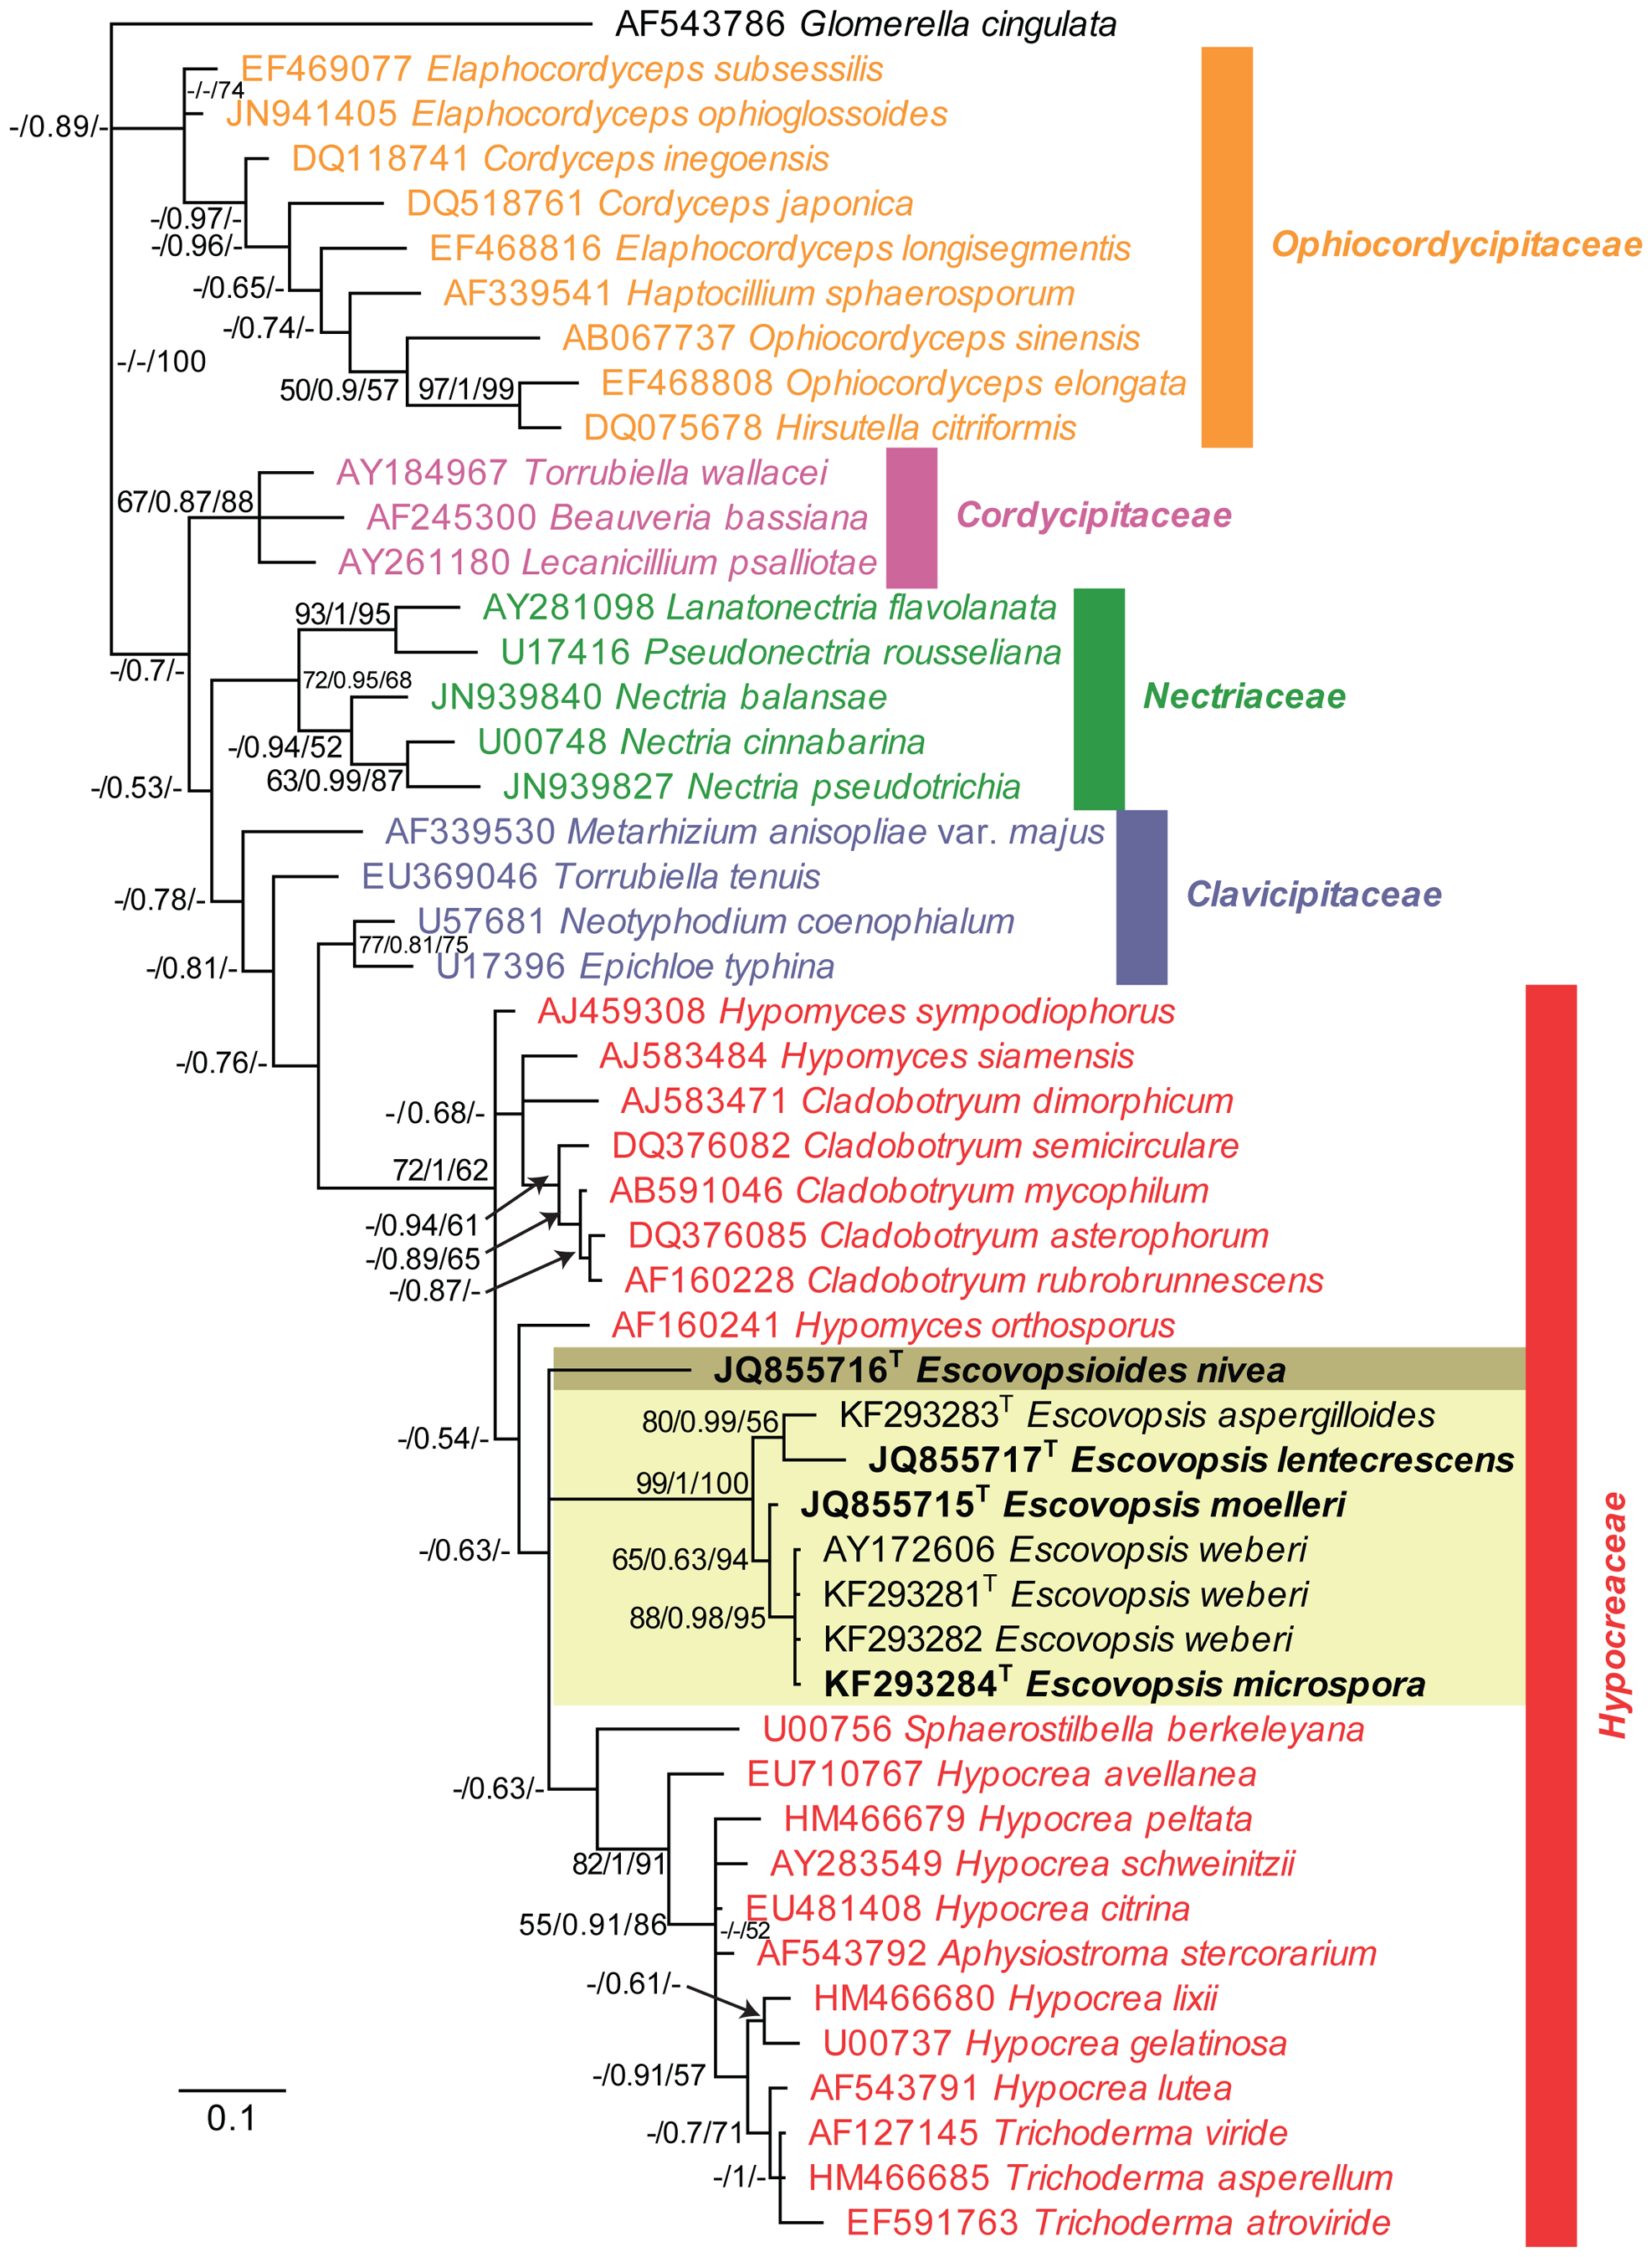 AF543786 Glomerella cingulata
EF469077 Elaphocordyceps subsessilis
-/-/74
JN941405 Elaphocordyceps ophioglossoides
-/0.89/-
DQ118741 Cordyceps inegoensis
DQ518761 Cordyceps japonica
-/0.97/-
-/0.96/-
EF468816 Elaphocordyceps longisegmentis
Ophiocordycipitaceae
-/0.65/-
AF339541 Haptocillium sphaerosporum
-/0.74/-
AB067737 Ophiocordyceps sinensis
-/-/100
50/0.9/57
97/1/99
EF468808 Ophiocordyceps elongata
DQ075678 Hirsutella citriformis
AY184967 Torrubiella wallacei
67/0.87/88
AF245300 Beauveria bassiana
Cordycipitaceae
AY261180 Lecanicillium psalliotae
93/1/95
AY281098 Lanatonectria flavolanata
U17416 Pseudonectria rousseliana
-/0.7/-
72/0.95/68
JN939840 Nectria balansae
Nectriaceae
-/0.94/52
U00748 Nectria cinnabarina
63/0.99/87
JN939827 Nectria pseudotrichia
-/0.53/-
AF339530 Metarhizium anisopliae var. majus
EU369046 Torrubiella tenuis
Clavicipitaceae
-/0.78/-
U57681 Neotyphodium coenophialum
77/0.81/75
U17396 Epichloe typhina
-/0.81/-
AJ459308 Hypomyces sympodiophorus
AJ583484 Hypomyces siamensis
-/0.76/-
AJ583471 Cladobotryum dimorphicum
-/0.68/-
DQ376082 Cladobotryum semicirculare
72/1/62
AB591046 Cladobotryum mycophilum
-/0.94/61
DQ376085 Cladobotryum asterophorum
-/0.89/65
AF160228 Cladobotryum rubrobrunnescens
-/0.87/-
AF160241 Hypomyces orthosporus
JQ855716T Escovopsioides nivea
KF293283T Escovopsis aspergilloides
80/0.99/56
-/0.54/-
JQ855717T Escovopsis lentecrescens
99/1/100
JQ855715T Escovopsis moelleri
-/0.63/-
AY172606 Escovopsis weberi
65/0.63/94
KF293281T Escovopsis weberi
88/0.98/95
KF293282 Escovopsis weberi
Hypocreaceae
KF293284T Escovopsis microspora
U00756 Sphaerostilbella berkeleyana
EU710767 Hypocrea avellanea
-/0.63/-
HM466679 Hypocrea peltata
82/1/91
AY283549 Hypocrea schweinitzii
EU481408 Hypocrea citrina
55/0.91/86
-/-/52
AF543792 Aphysiostroma stercorarium
-/0.61/-
HM466680 Hypocrea lixii
U00737 Hypocrea gelatinosa
-/0.91/57
AF543791 Hypocrea lutea
0.1
-/0.7/71
AF127145 Trichoderma viride
-/1/-
HM466685 Trichoderma asperellum
EF591763 Trichoderma atroviride